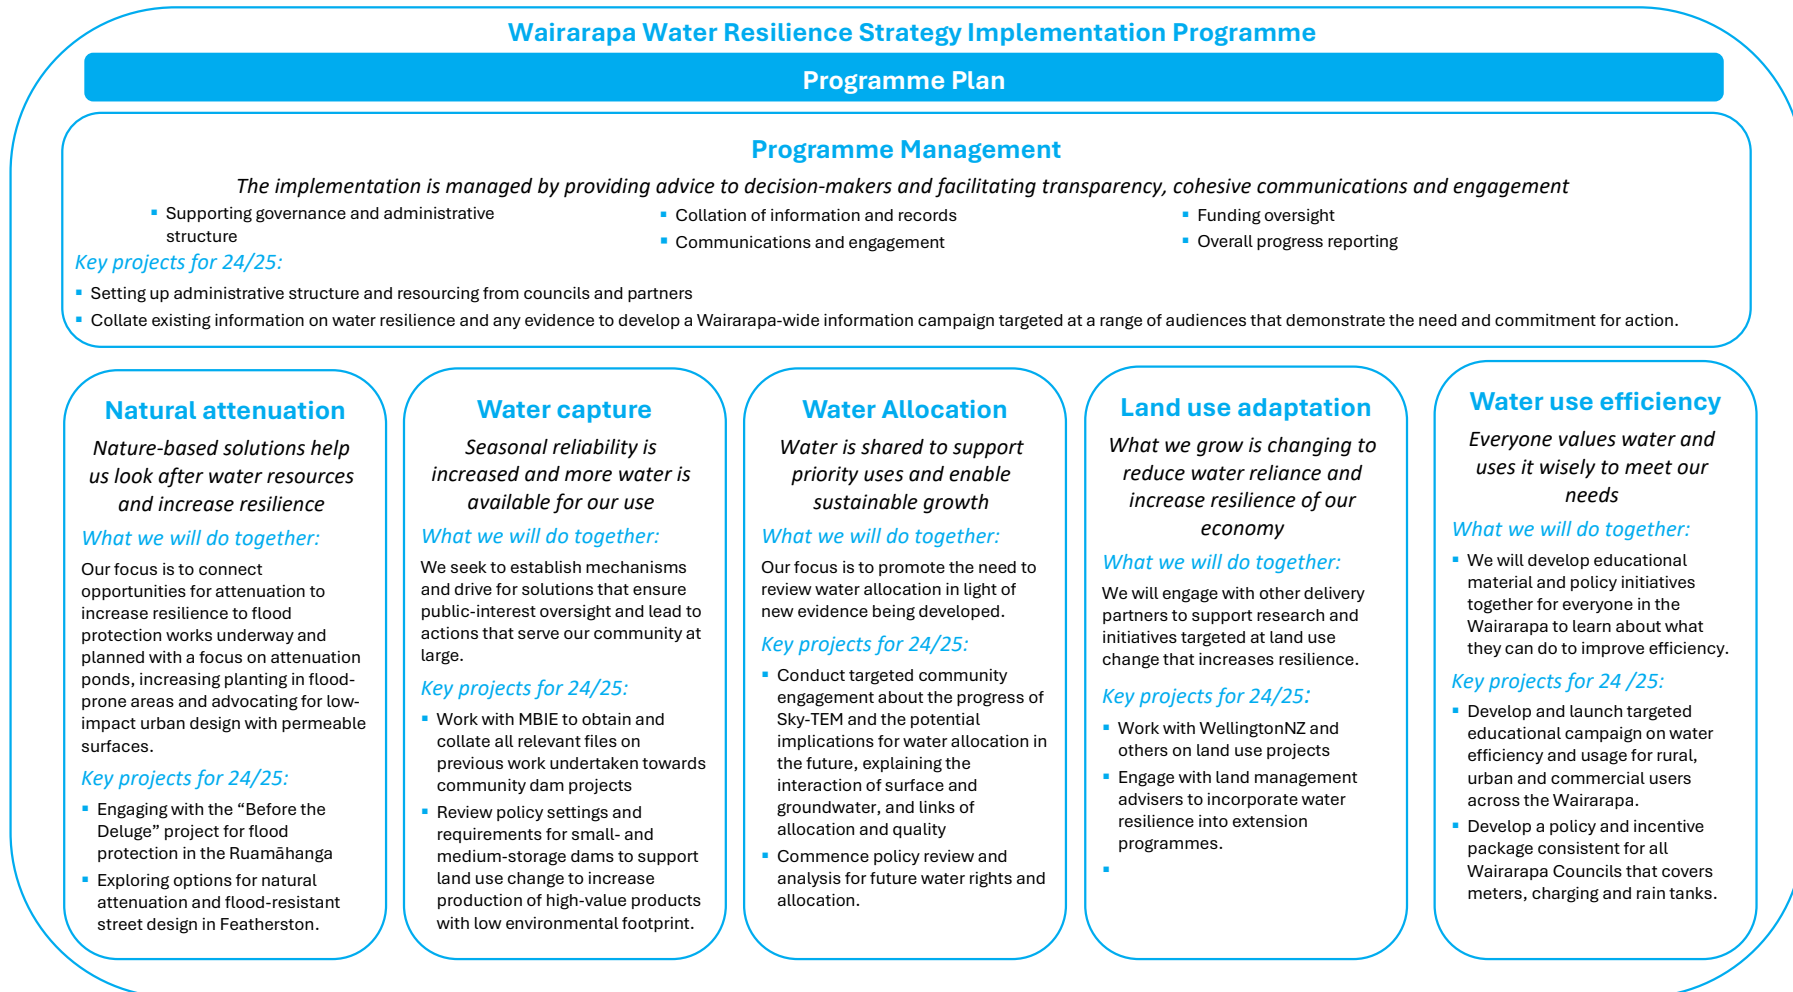 Wairarapa Water Resilience Strategy Implementation Programme
Programme Plan
Programme Management
The implementation is managed by providing advice to decision-makers and facilitating transparency, cohesive communications and engagement
▪ Supporting governance and administrative
structure
▪ Collation of information and records
▪ Communications and engagement
▪ Funding oversight
▪ Overall progress reporting
Key projects for 24/25:
▪ Setting up administrative structure and resourcing from councils and partners
▪ Collate existing information on water resilience and any evidence to develop a Wairarapa-wide information campaign targeted at a range of audiences that demonstrate the need and commitment for action.
Natural attenuation
Nature-based solutions help
us look after water resources
and increase resilience
What we will do together:
Our focus is to connect
opportunities for attenuation to
increase resilience to flood
protection works underway and
planned with a focus on attenuation
ponds, increasing planting in flood-
prone areas and advocating for low-
impact urban design with permeable
surfaces.
Key projects for 24/25:
▪ Engaging with the “Before the
Deluge” project for flood
protection in the Ruamāhanga
▪ Exploring options for natural
attenuation and flood-resistant
street design in Featherston.
Water capture
Seasonal reliability is
increased and more water is
available for our use
What we will do together:
We seek to establish mechanisms
and drive for solutions that ensure
public-interest oversight and lead to
actions that serve our community at
large.
Key projects for 24/25:
▪ Work with MBIE to obtain and
collate all relevant files on
previous work undertaken towards
community dam projects
▪ Review policy settings and
requirements for small- and
medium-storage dams to support
land use change to increase
production of high-value products
with low environmental footprint.
Water Allocation
Water is shared to support
priority uses and enable
sustainable growth
What we will do together:
Our focus is to promote the need to
review water allocation in light of
new evidence being developed.
Key projects for 24/25:
▪ Conduct targeted community
engagement about the progress of
Sky-TEM and the potential
implications for water allocation in
the future, explaining the
interaction of surface and
groundwater, and links of
allocation and quality
▪ Commence policy review and
analysis for future water rights and
allocation.
Land use adaptation
What we grow is changing to
reduce water reliance and
increase resilience of our
economy
What we will do together:
We will engage with other delivery
partners to support research and
initiatives targeted at land use
change that increases resilience.
Key projects for 24/25:
▪ Work with WellingtonNZ and
others on land use projects
▪ Engage with land management
advisers to incorporate water
resilience into extension
programmes.
▪
Water use efficiency
Everyone values water and
uses it wisely to meet our
needs
What we will do together:
▪ We will develop educational
material and policy initiatives
together for everyone in the
Wairarapa to learn about what
they can do to improve efficiency.
Key projects for 24 /25:
▪ Develop and launch targeted
educational campaign on water
efficiency and usage for rural,
urban and commercial users
across the Wairarapa.
▪ Develop a policy and incentive
package consistent for all
Wairarapa Councils that covers
meters, charging and rain tanks.